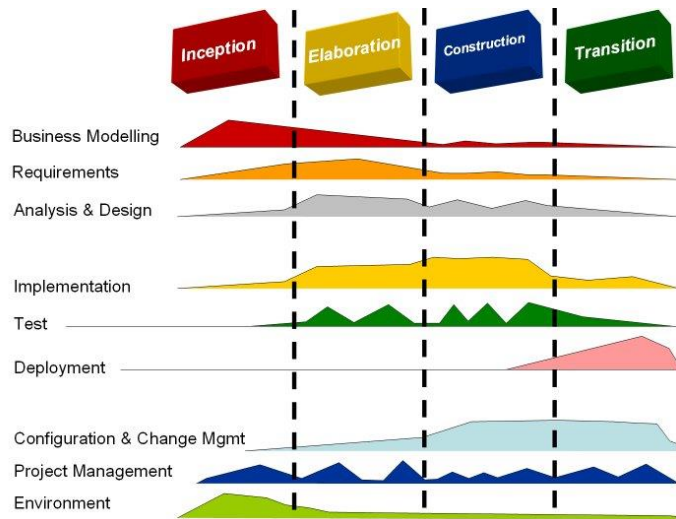 Inception
Elaboration
Construction
Transition
Business Modelling
Requirements
Analysis & Design
Implementation
Test
Deployment
Configuration & Change Mgmt
Project Management
Environment